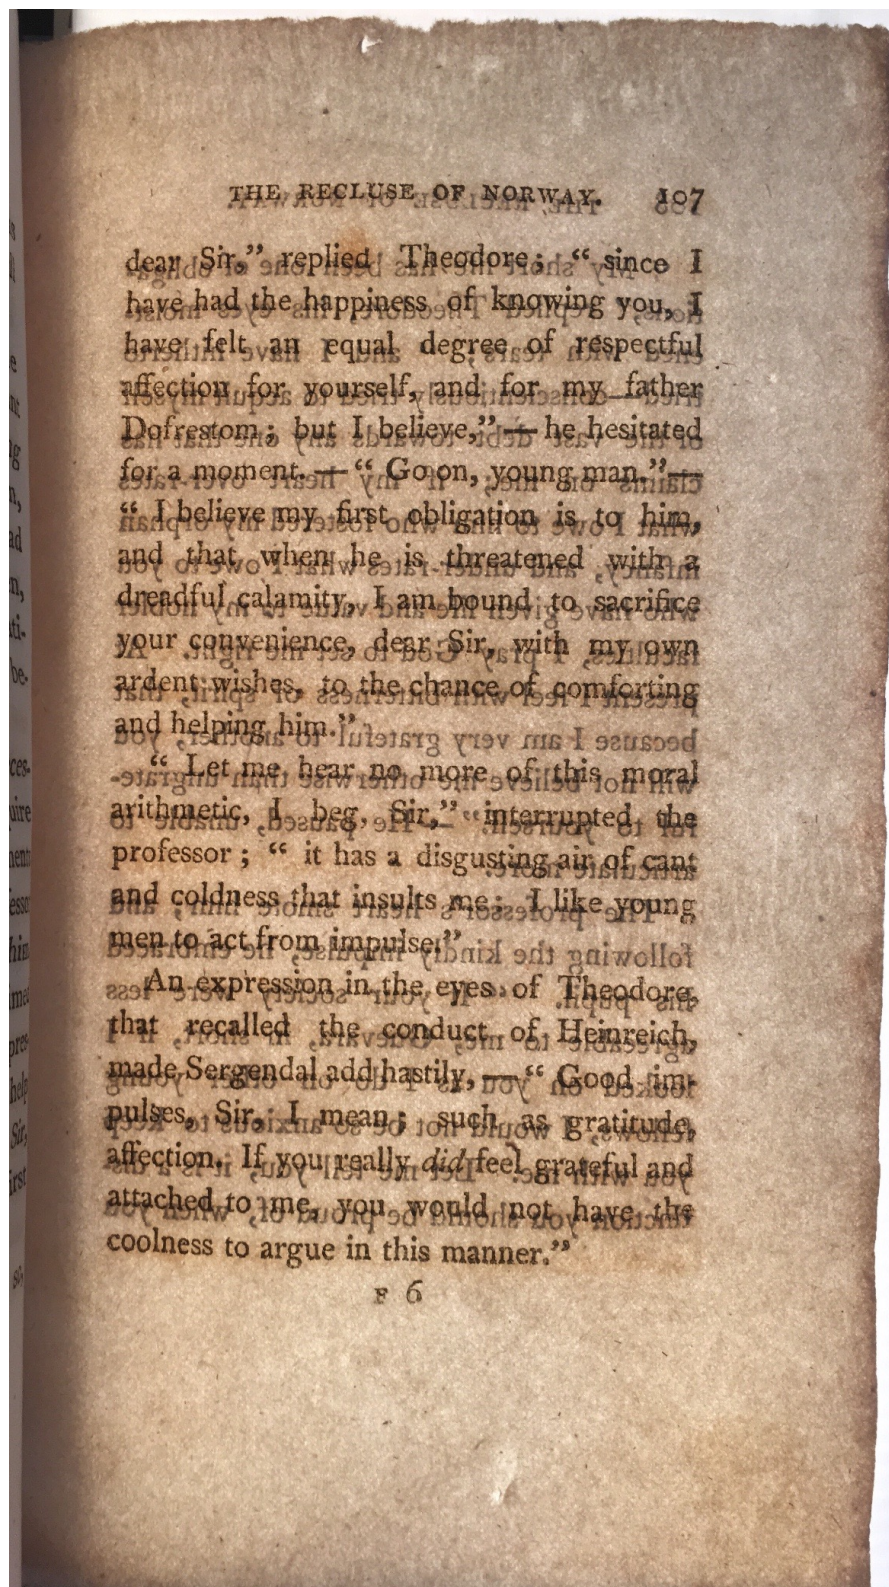 THE RECLUSE OF NORWAY. 107
dear Sir," replied Theodore; "since I
have had the happiness of knowing you, I
have felt an equal degree of respectful
affection for yourself, and for my father
Dofrestom; but I believe,"—he hesitated
for a moment.—"Go on, young man."—
"I believe my first obligation is to him,
and that when he is threatened with a
dreadful calamity, I am bound to sacrifice
your convenience, dear Sir, with my own
ardent wishes, to the chance of comforting
and helping him."
"Let me hear no more of this moral
arithmetic, I beg, Sir," interrupted the
professor; "it has a disgusting air of cant
and coldness that insults me; I like young
men to act from impulse."
An expression in the eyes of Theodore,
that recalled the conduct of Heinreich,
made Sergendal add hastily,—"Good im-
pulses, Sir, I mean; such as gratitude,
affection. If you really did feel grateful and
attached to me, you would not have the
coolness to argue in this manner."
F 6